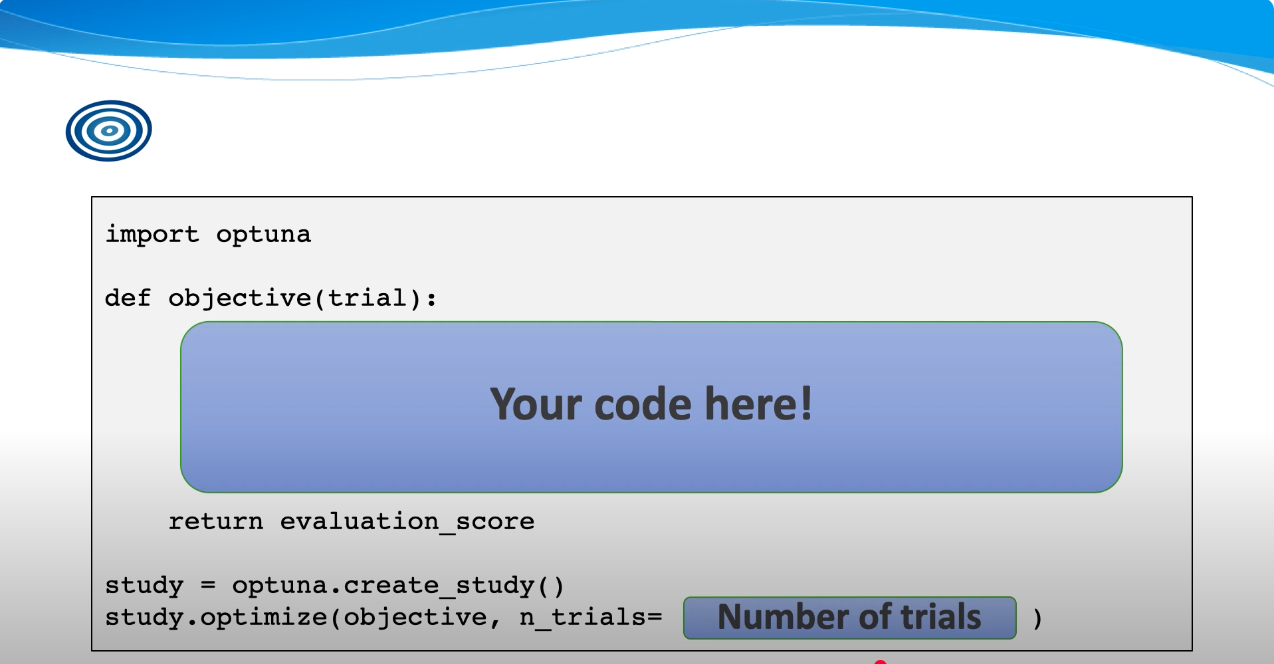 import optuna
def objective(trial):
Your code here!
return evaluation_score
study = optuna.create_study()
study.optimize(objective, n_trials= Number of trials )